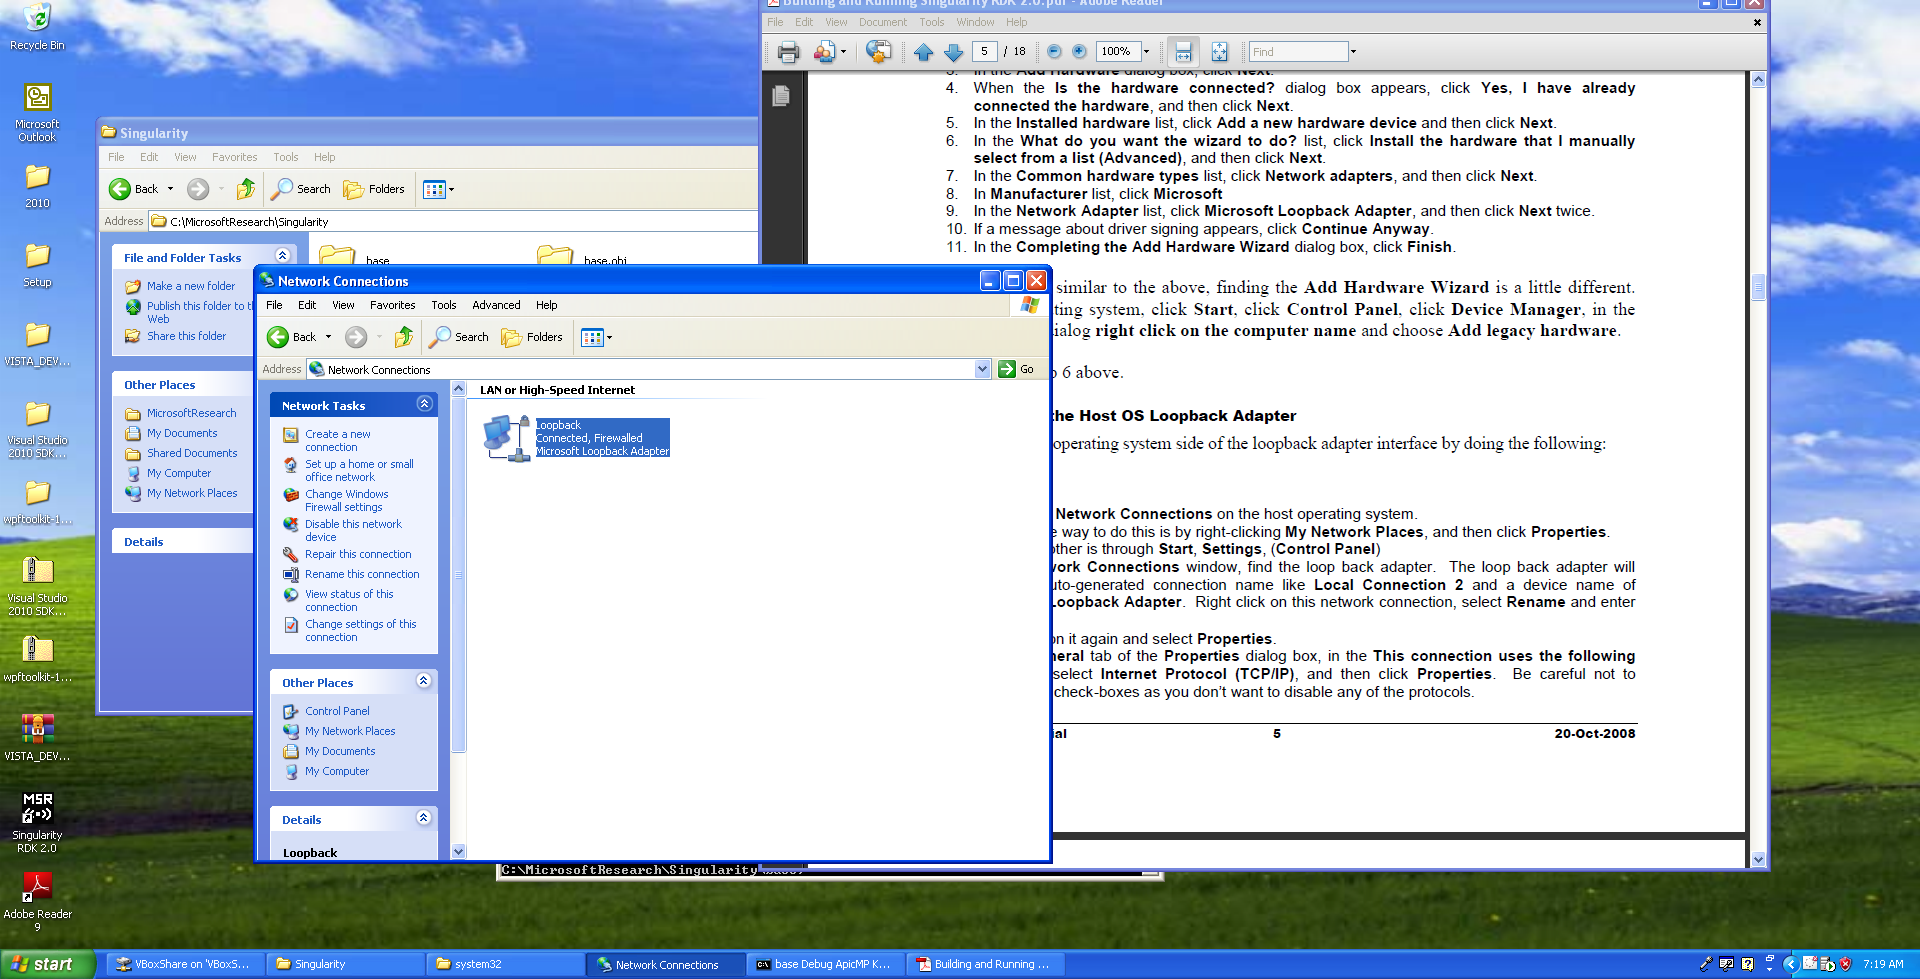 Recycle Bin
Microsoft
Outlook
2010
Setup
VISTA_DEV...
Visual Studio
2010 SDK...
wpftoolkit-1...
Visual Studio
2010 SDK...
wpftoolkit-1...
VISTA_DEV...
MSR
Singularity
RDK 2.0
Adobe Reader
9
Singularity
File Edit View Favorites Tools Help
Back Search Folders
Address C:\MicrosoftResearch\Singularity
File and Folder Tasks
Make a new folder
Publish this folder to t
Web
Share this folder
Other Places
MicrosoftResearch
My Documents
Shared Documents
My Computer
My Network Places
Details
base
base.obj
Network Connections
File Edit View Favorites Tools Advanced Help
Back Search Folders
Address Network Connections Go
Network Tasks
Create a new
connection
Set up a home or small
office network
Change Windows
Firewall settings
Disable this network
device
Repair this connection
Rename this connection
View status of this
connection
Change settings of this
connection
Other Places
Control Panel
My Network Places
My Documents
My Computer
Details
Loopback
LAN or High-Speed Internet
Loopback
Connected, Firewalled
Microsoft Loopback Adapter
Building and Running Singularity RDK 2.0.pdf - Adobe Reader
File Edit View Document Tools Window Help
5 / 18 100% Find
3. In the Add Hardware dialog box, click Next.
4. When the Is the hardware connected? dialog box appears, click Yes, I have already
connected the hardware, and then click Next.
5. In the Installed hardware list, click Add a new hardware device and then click Next.
6. In the What do you want the wizard to do? list, click Install the hardware that I manually
select from a list (Advanced), and then click Next.
7. In the Common hardware types list, click Network adapters, and then click Next.
8. In Manufacturer list, click Microsoft
9. In the Network Adapter list, click Microsoft Loopback Adapter, and then click Next twice.
10. If a message about driver signing appears, click Continue Anyway.
11. In the Completing the Add Hardware Wizard dialog box, click Finish.
similar to the above, finding the Add Hardware Wizard is a little different.
ting system, click Start, click Control Panel, click Device Manager, in the
ialog right click on the computer name and choose Add legacy hardware.
p 6 above.
the Host OS Loopback Adapter
operating system side of the loopback adapter interface by doing the following:
Network Connections on the host operating system.
e way to do this is by right-clicking My Network Places, and then click Properties.
other is through Start, Settings, (Control Panel)
work Connections window, find the loop back adapter. The loop back adapter will
uto-generated connection name like Local Connection 2 and a device name of
Loopback Adapter. Right click on this network connection, select Rename and enter
on it again and select Properties.
neral tab of the Properties dialog box, in the This connection uses the following
select Internet Protocol (TCP/IP), and then click Properties. Be careful not to
check-boxes as you don't want to disable any of the protocols.
ial 5 20-Oct-2008
C:\MicrosoftResearch\Singularity\base>
start VBoxShare on 'VBoxS... Singularity system32 Network Connections base Debug ApicMP K... Building and Running ... 7:19 AM